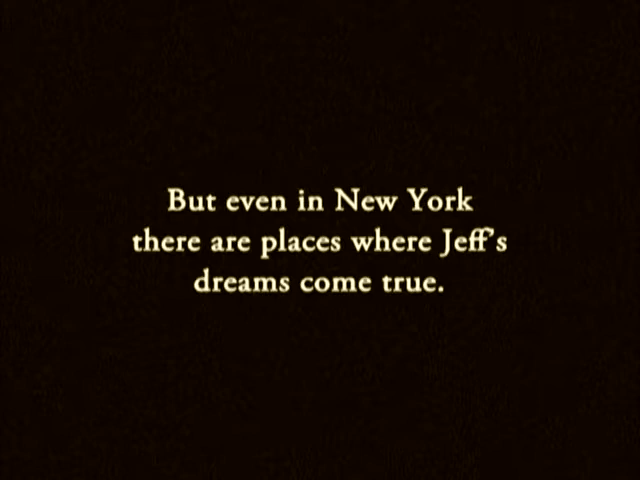 But even in New York
there are places where Jeff's
dreams come true.